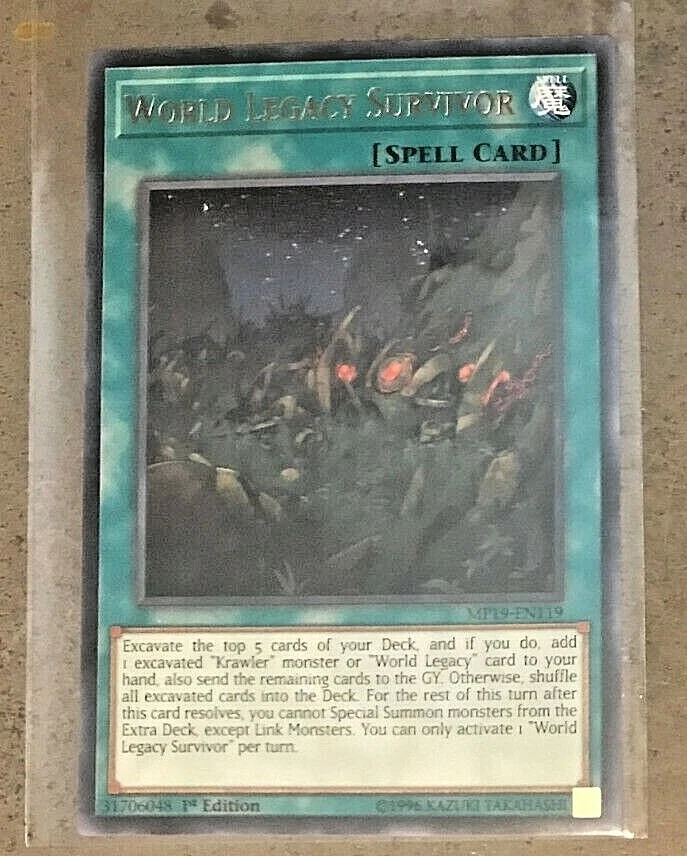 WORLD LEGACY SURVIVOR
SPELL
魔
[SPELL CARD]
MP19-EN119
Excavate the top 5 cards of your Deck, and if you do, add
1 excavated "Krawler" monster or "World Legacy" card to your
hand, also send the remaining cards to the GY. Otherwise, shuffle
all excavated cards into the Deck. For the rest of this turn after
this card resolves, you cannot Special Summon monsters from the
Extra Deck, except Link Monsters. You can only activate 1 "World
Legacy Survivor" per turn.
31706048 1st Edition
©1996 KAZUKI TAKAHASHI